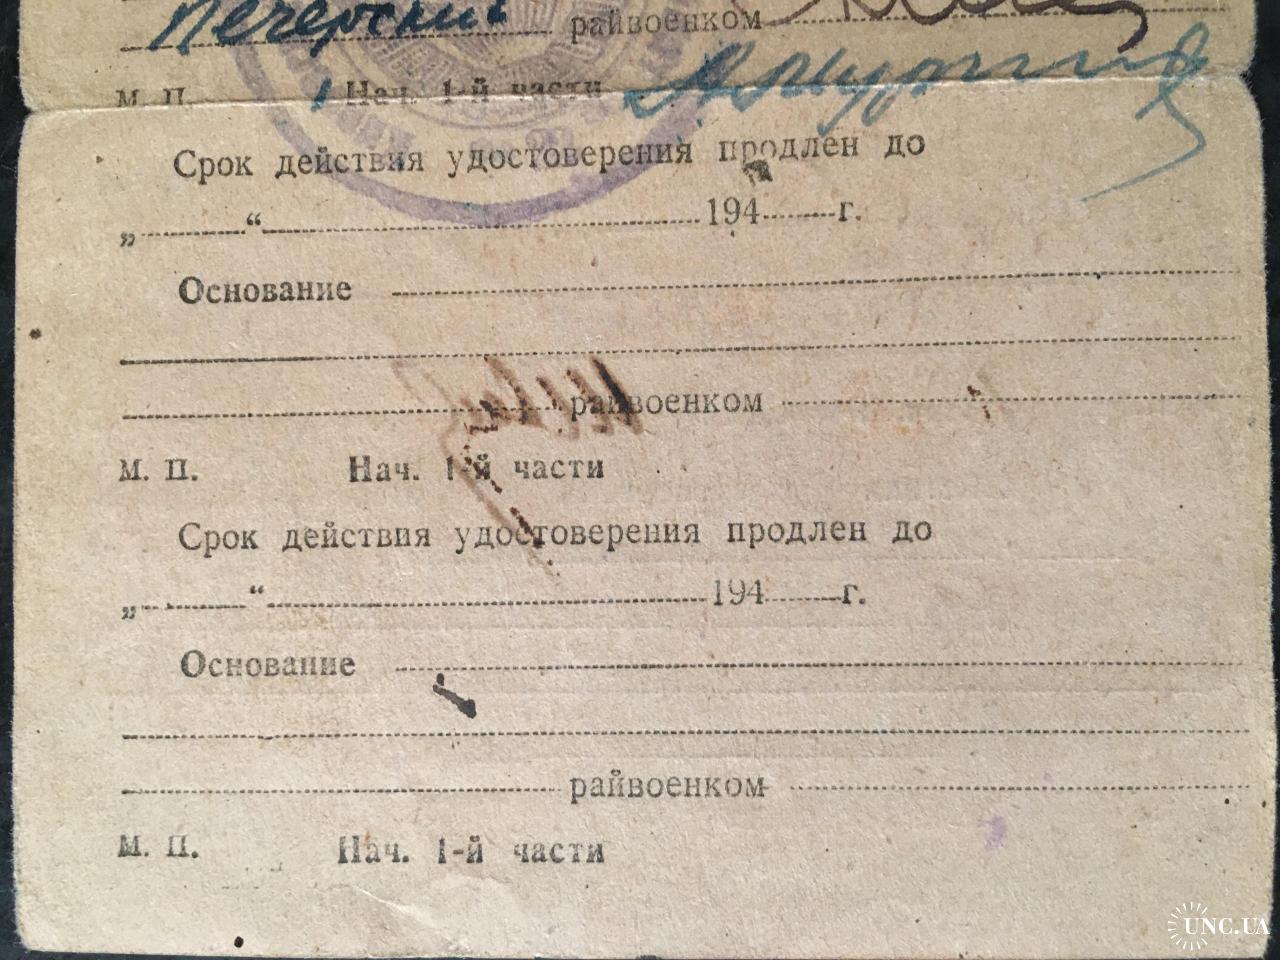 Печерский райвоенком
М. П. Нач. 1-й части
Срок действия удостоверения продлен до
„ “ 194 г.
Основание
райвоенком
М. П. Нач. 1-й части
Срок действия удостоверения продлен до
„ “ 194 г.
Основание
райвоенком
М. П. Нач. 1-й части
UNC.UA